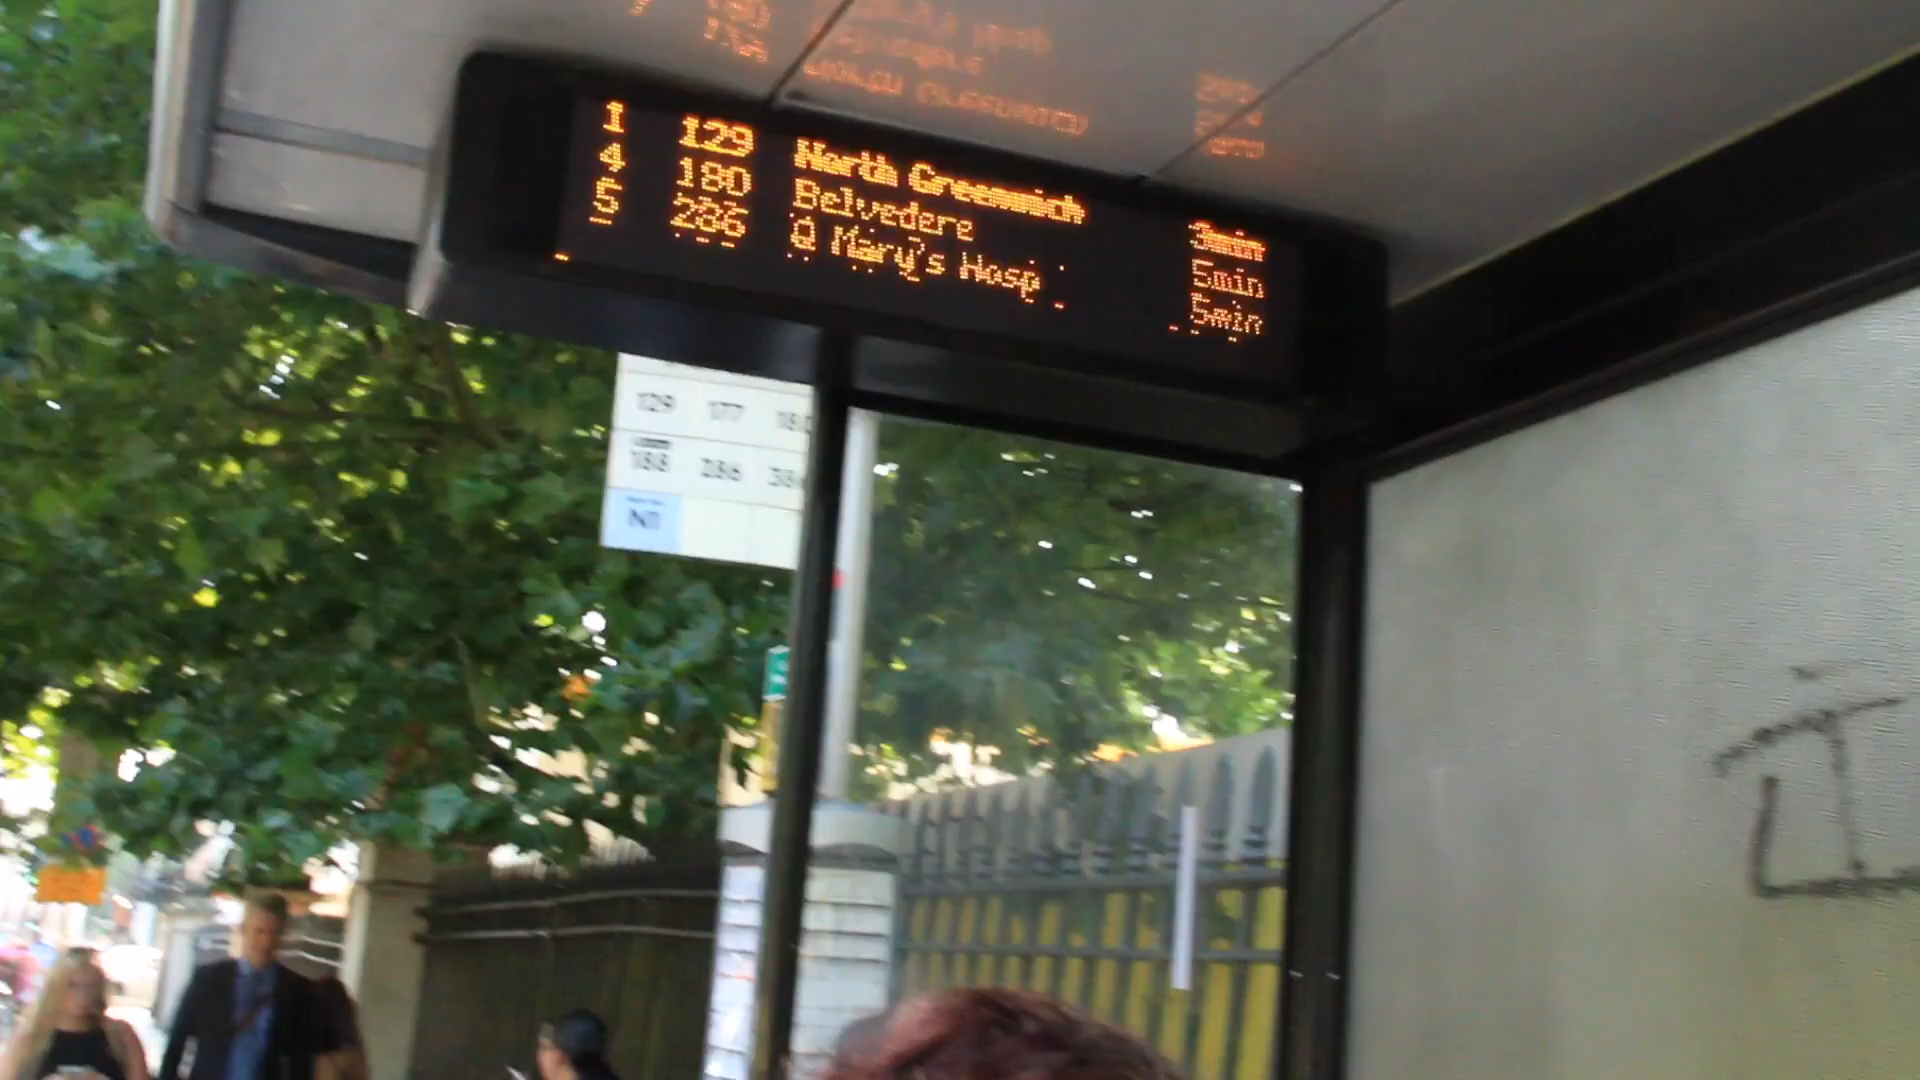 1 129 North Greenwich 3min
4 180 Belvedere 5min
5 286 Q Mary's Hosp 5min
129 177 180
188 286
N1